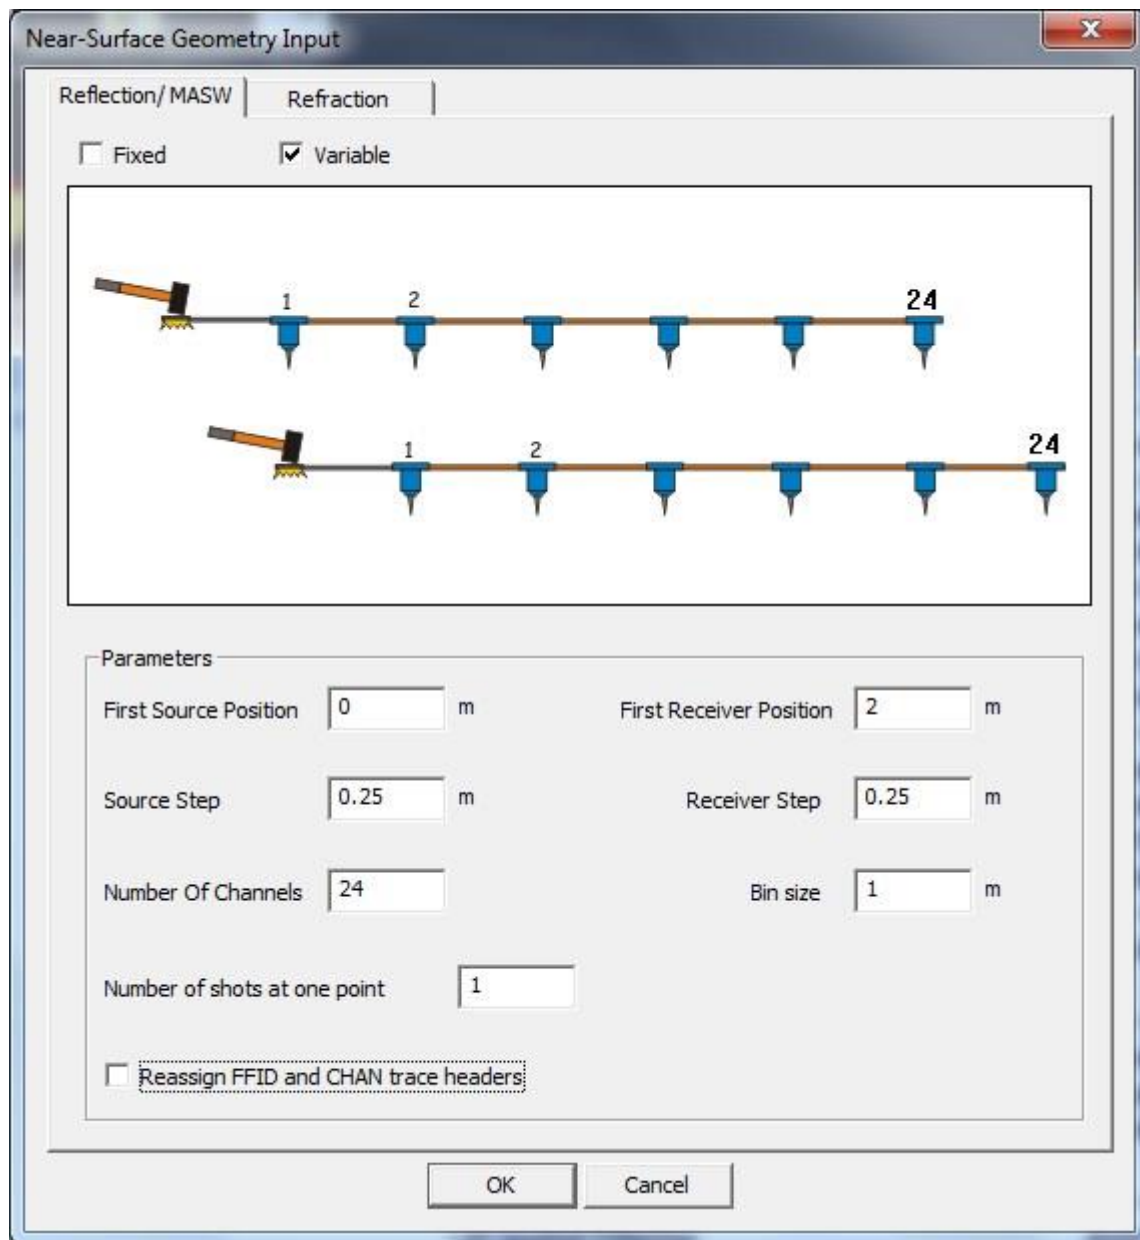 Near-Surface Geometry Input
Reflection/ MASW Refraction
Fixed Variable
1 2 24
1 2 24
Parameters
First Source Position 0 m First Receiver Position 2 m
Source Step 0.25 m Receiver Step 0.25 m
Number Of Channels 24 Bin size 1 m
Number of shots at one point 1
Reassign FFID and CHAN trace headers
OK Cancel